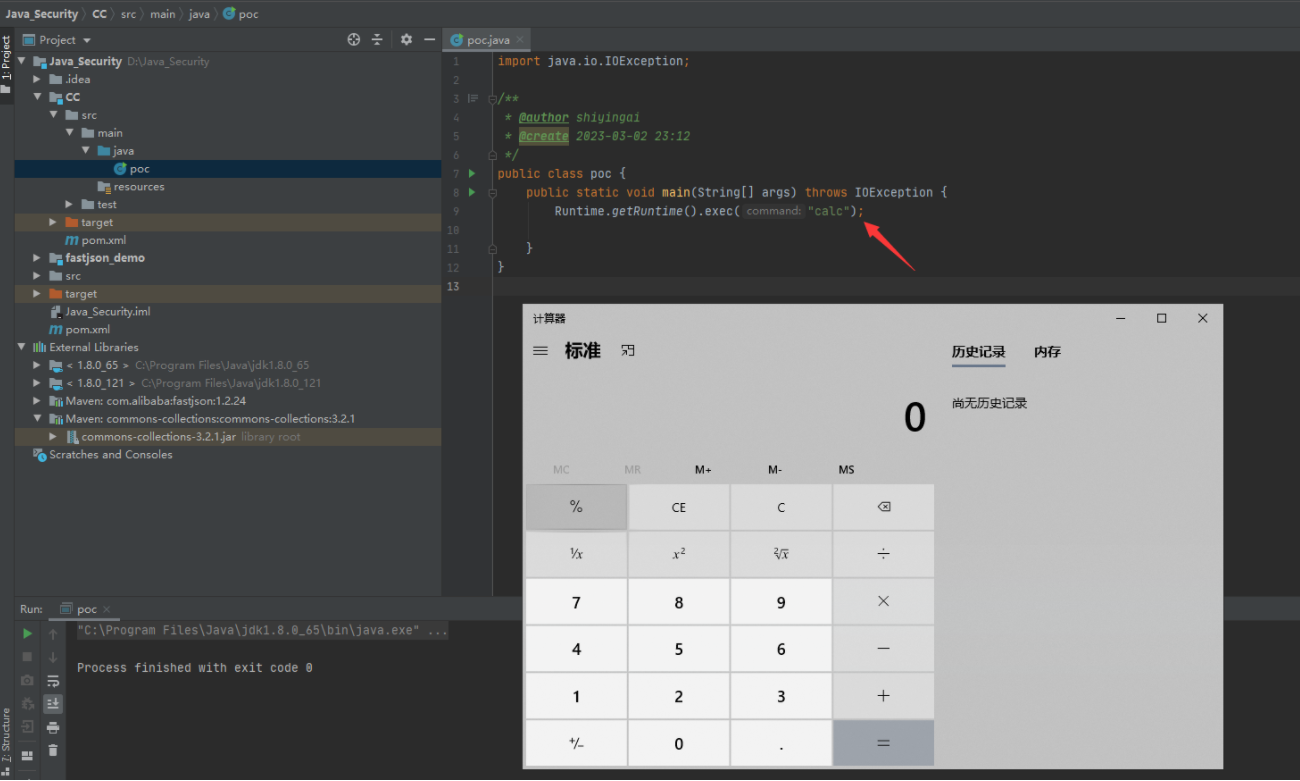 Java_Security CC src main java poc
1: Project
Project
Java_Security D:\Java_Security
.idea
CC
src
main
java
poc
resources
test
target
pom.xml
fastjson_demo
src
target
Java_Security.iml
pom.xml
External Libraries
< 1.8.0_65 > C:\Program Files\Java\jdk1.8.0_65
< 1.8.0_121 > C:\Program Files\Java\jdk1.8.0_121
Maven: com.alibaba:fastjson:1.2.24
Maven: commons-collections:commons-collections:3.2.1
commons-collections-3.2.1.jar library root
Scratches and Consoles
poc.java
1 import java.io.IOException;
2
3 /**
4 * @author shiyingai
5 * @create 2023-03-02 23:12
6 */
7 public class poc {
8 public static void main(String[] args) throws IOException {
9 Runtime.getRuntime().exec( command: "calc");
10
11 }
12 }
13
计算器
标准
历史记录 内存
尚无历史记录
0
MC MR M+ M- MS
% CE C ⌫
¹/x x² ²√x ÷
7 8 9 ×
4 5 6 −
1 2 3 +
+/− 0 . =
Run: poc
"C:\Program Files\Java\jdk1.8.0_65\bin\java.exe" ...
Process finished with exit code 0
7: Structure